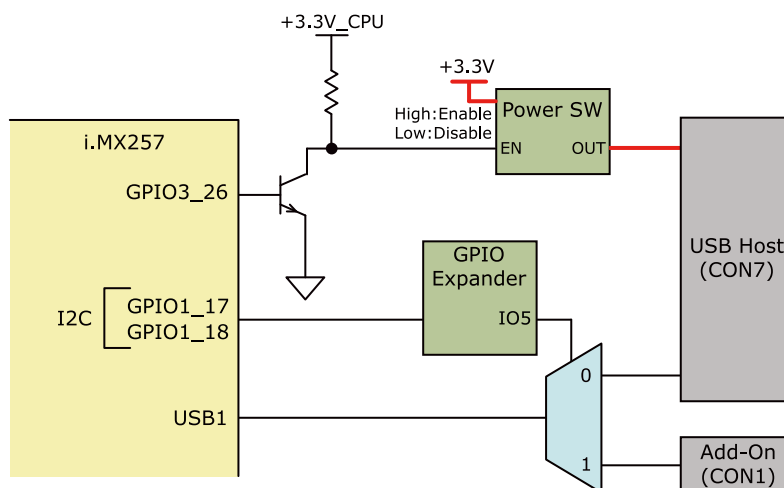 +3.3V_CPU
+3.3V
High:Enable
Low:Disable
Power SW
EN
OUT
i.MX257
GPIO3_26
I2C
GPIO1_17
GPIO1_18
USB1
GPIO
Expander
IO5
0
1
USB Host
(CON7)
Add-On
(CON1)